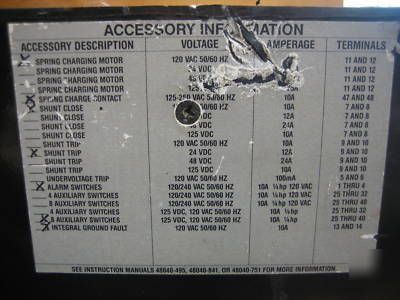 ACCESSORY INFORMATION
ACCESSORY DESCRIPTION VOLTAGE AMPERAGE TERMINALS
X SPRING CHARGING MOTOR 120 VAC 50/60 HZ 11 AND 12
SPRING CHARGING MOTOR 24 11 AND 12
SPRING CHARGING MOTOR 48 11 AND 12
SPRING CHARGING MOTOR 11 AND 12
X SPRING CHARGE CONTACT 125-250 VAC 50/60 HZ 10A 47 AND 48
X SHUNT CLOSE 120 VAC 50/60 HZ 10A 7 AND 8
SHUNT CLOSE 24 VDC 30A 7 AND 8
SHUNT CLOSE 48 VDC 24A 7 AND 8
SHUNT CLOSE 125 VDC 10A 7 AND 8
SHUNT TRIP 120 VAC 50/60 HZ 10A 9 AND 10
X SHUNT TRIP 24 VDC 30A 9 AND 10
SHUNT TRIP 48 VDC 24A 9 AND 10
SHUNT TRIP 125 VDC 10A 9 AND 10
UNDERVOLTAGE TRIP 120 VAC 50/60 HZ 100mA 5 AND 6
X ALARM SWITCHES 120/240 VAC 50/60 HZ 10A ¼hp 120 VAC 1 THRU 4
4 AUXILIARY SWITCHES 120/240 VAC 50/60 HZ 10A ¼hp 120 VAC 25 THRU 32
8 AUXILIARY SWITCHES 120/240 VAC 50/60 HZ 10A ¼hp 120 VAC 25 THRU 40
4 AUXILIARY SWITCHES 125 VDC, 120 VAC 50/60 HZ 10A ¼hp 25 THRU 32
X 8 AUXILIARY SWITCHES 125 VDC, 120 VAC 50/60 HZ 10A ¼hp 25 THRU 40
X INTEGRAL GROUND FAULT 120 VAC 50/60 HZ 10A 13 AND 14
SEE INSTRUCTION MANUALS 48040-495, 48040-841, OR 48040-751 FOR MORE INFORMATION.